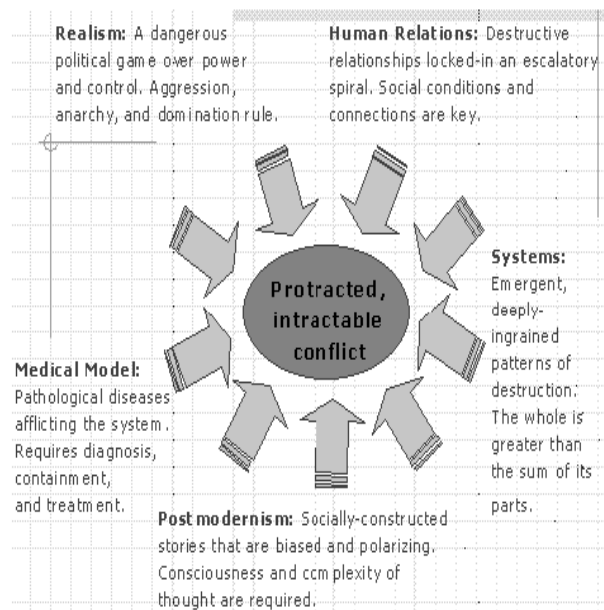 Realism: A dangerous
political game over power
and control. Aggression,
anarchy, and domination rule.
Human Relations: Destructive
relationships locked-in an escalatory
spiral. Social conditions and
connections are key.
Protracted,
intractable
conflict
Systems:
Emergent,
deeply-
ingrained
patterns of
destruction.
The whole is
greater than
the sum of its
parts.
Medical Model:
Pathological diseases
afflicting the system.
Requires diagnosis,
containment,
and treatment.
Postmodernism: Socially-constructed
stories that are biased and polarizing.
Consciousness and complexity of
thought are required.